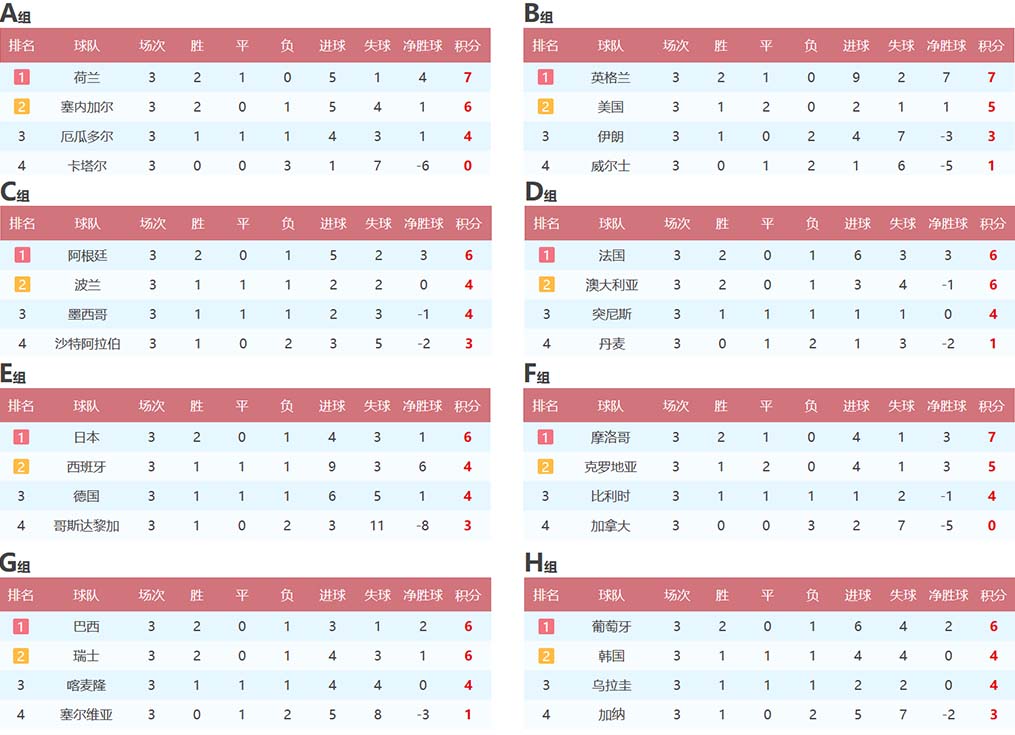 A组
排名 球队 场次 胜 平 负 进球 失球 净胜球 积分
1 荷兰 3 2 1 0 5 1 4 7
2 塞内加尔 3 2 0 1 5 4 1 6
3 厄瓜多尔 3 1 1 1 4 3 1 4
4 卡塔尔 3 0 0 3 1 7 -6 0
B组
排名 球队 场次 胜 平 负 进球 失球 净胜球 积分
1 英格兰 3 2 1 0 9 2 7 7
2 美国 3 1 2 0 2 1 1 5
3 伊朗 3 1 0 2 4 7 -3 3
4 威尔士 3 0 1 2 1 6 -5 1
C组
排名 球队 场次 胜 平 负 进球 失球 净胜球 积分
1 阿根廷 3 2 0 1 5 2 3 6
2 波兰 3 1 1 1 2 2 0 4
3 墨西哥 3 1 1 1 2 3 -1 4
4 沙特阿拉伯 3 1 0 2 3 5 -2 3
D组
排名 球队 场次 胜 平 负 进球 失球 净胜球 积分
1 法国 3 2 0 1 6 3 3 6
2 澳大利亚 3 2 0 1 3 4 -1 6
3 突尼斯 3 1 1 1 1 1 0 4
4 丹麦 3 0 1 2 1 3 -2 1
E组
排名 球队 场次 胜 平 负 进球 失球 净胜球 积分
1 日本 3 2 0 1 4 3 1 6
2 西班牙 3 1 1 1 9 3 6 4
3 德国 3 1 1 1 6 5 1 4
4 哥斯达黎加 3 1 0 2 3 11 -8 3
F组
排名 球队 场次 胜 平 负 进球 失球 净胜球 积分
1 摩洛哥 3 2 1 0 4 1 3 7
2 克罗地亚 3 1 2 0 4 1 3 5
3 比利时 3 1 1 1 1 2 -1 4
4 加拿大 3 0 0 3 2 7 -5 0
G组
排名 球队 场次 胜 平 负 进球 失球 净胜球 积分
1 巴西 3 2 0 1 3 1 2 6
2 瑞士 3 2 0 1 4 3 1 6
3 喀麦隆 3 1 1 1 4 4 0 4
4 塞尔维亚 3 0 1 2 5 8 -3 1
H组
排名 球队 场次 胜 平 负 进球 失球 净胜球 积分
1 葡萄牙 3 2 0 1 6 4 2 6
2 韩国 3 1 1 1 4 4 0 4
3 乌拉圭 3 1 1 1 2 2 0 4
4 加纳 3 1 0 2 5 7 -2 3